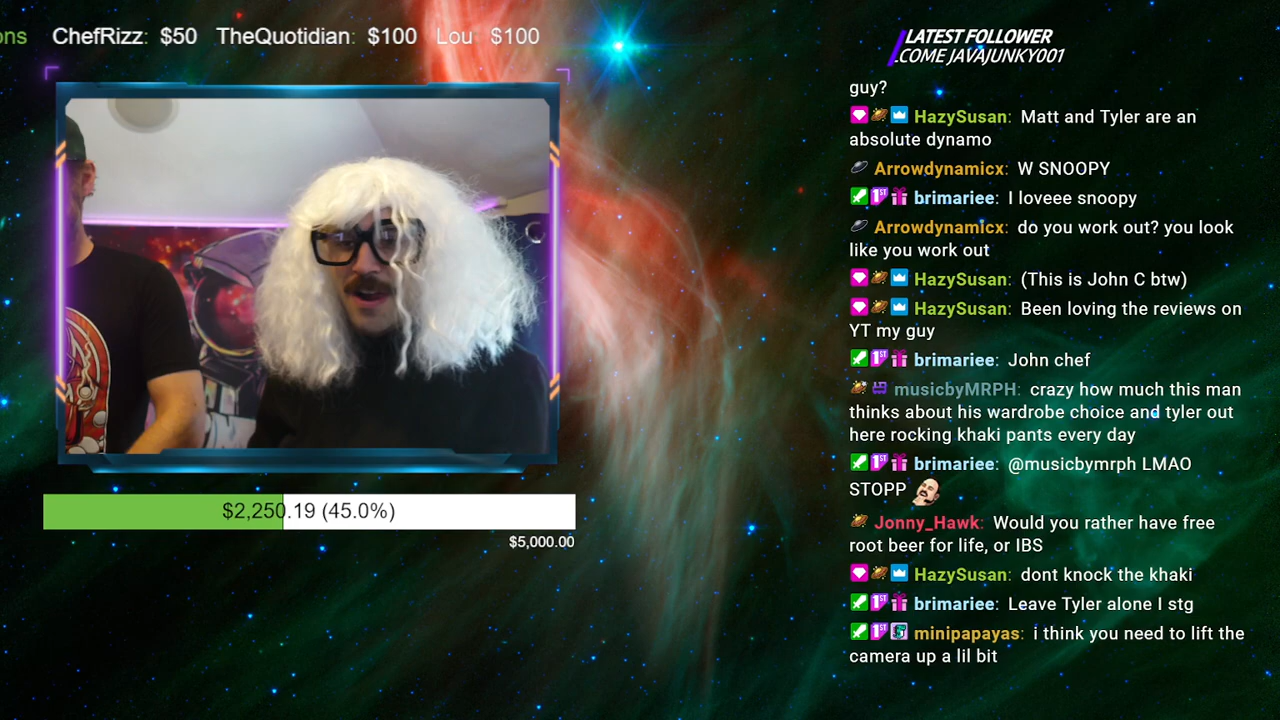 ons ChefRizz: $50 TheQuotidian: $100 Lou $100
LATEST FOLLOWER
.COME JAVAJUNKY001
guy?
HazySusan: Matt and Tyler are an
absolute dynamo
Arrowdynamicx: W SNOOPY
1ST brimariee: I loveee snoopy
Arrowdynamicx: do you work out? you look
like you work out
HazySusan: (This is John C btw)
HazySusan: Been loving the reviews on
YT my guy
1ST brimariee: John chef
musicbyMRPH: crazy how much this man
thinks about his wardrobe choice and tyler out
here rocking khaki pants every day
1ST brimariee: @musicbymrph LMAO
STOPP
Jonny_Hawk: Would you rather have free
root beer for life, or IBS
HazySusan: dont knock the khaki
1ST brimariee: Leave Tyler alone I stg
1ST minipapayas: i think you need to lift the
camera up a lil bit
$2,250.19 (45.0%)
$5,000.00